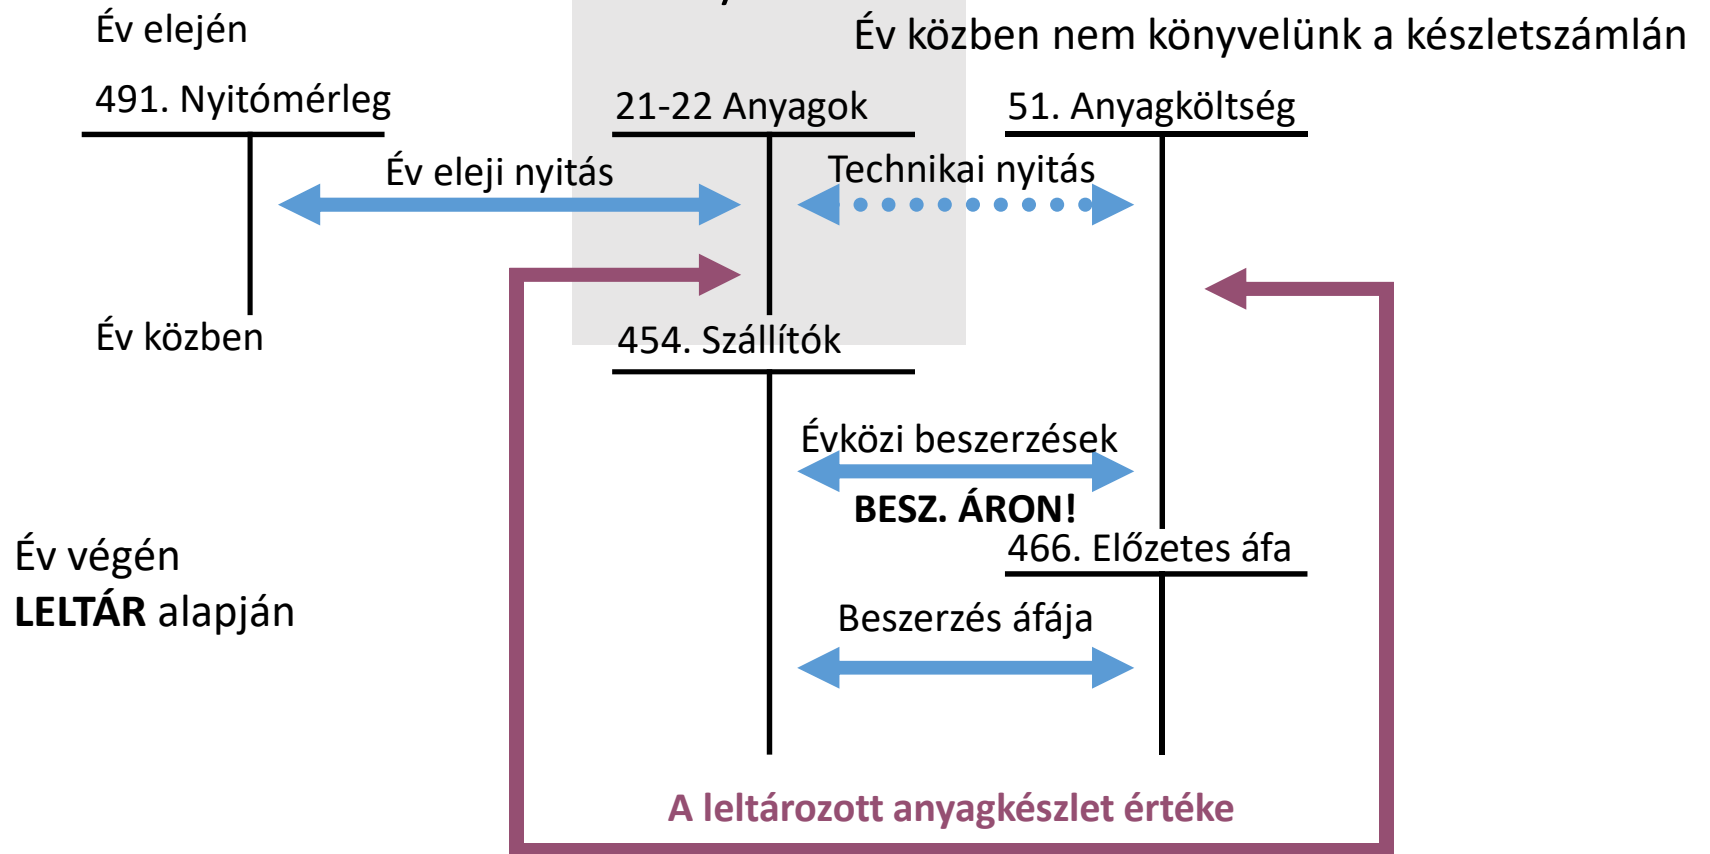 Év elején
Év közben nem könyvelünk a készletszámlán
491. Nyitómérleg
21-22 Anyagok
51. Anyagköltség
Év eleji nyitás
Technikai nyitás
Év közben
454. Szállítók
Évközi beszerzések
BESZ. ÁRON!
466. Előzetes áfa
Év végén
LELTÁR alapján
Beszerzés áfája
A leltározott anyagkészlet értéke